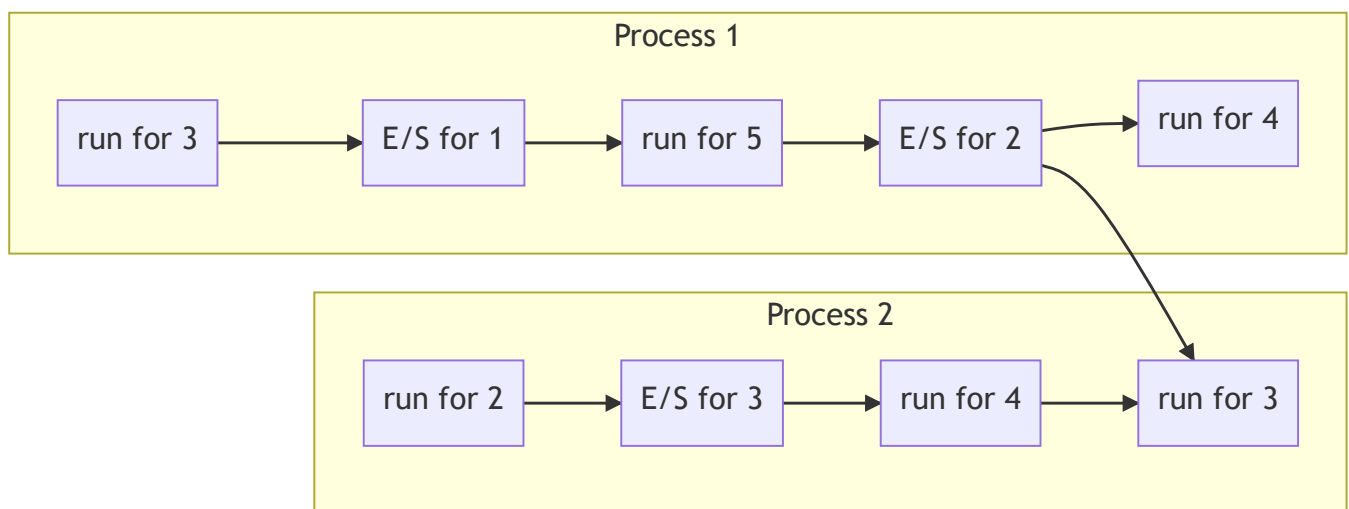 Process 1
run for 3
E/S for 1
run for 5
E/S for 2
run for 4
Process 2
run for 2
E/S for 3
run for 4
run for 3